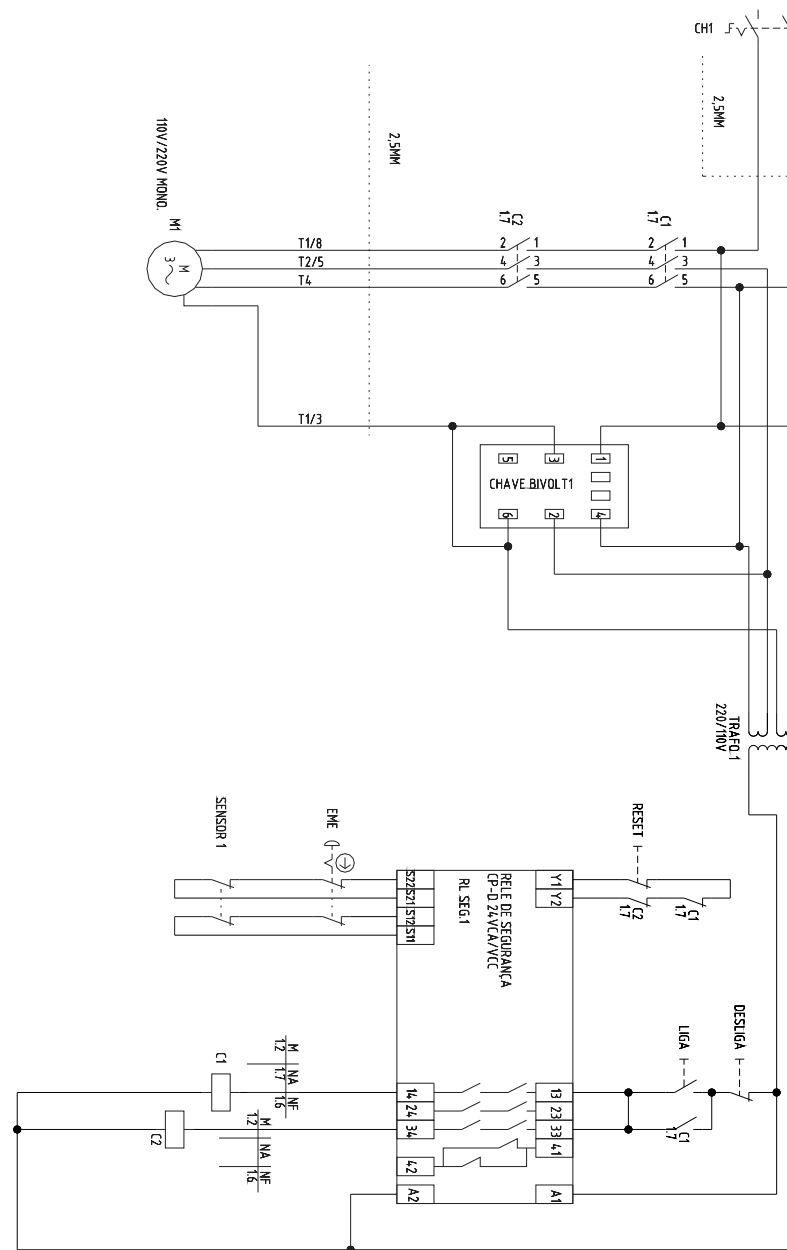 CH1
2,5MM
2,5MM
110V/220V MONO.
M1
M
3
T1/8
T2/5
T4
C2
1.7
2 1
4 3
6 5
C1
1.7
2 1
4 3
6 5
T1/3
5 3 1
CHAVE BIVOLT1
6 2 4
TRAFO.1
220/110V
SENSOR 1
EME
RESET
S22
S21
S12
S11
RELE DE SEGURANÇA
CP-D 24VCA/VCC
RL SEG.1
Y1
Y2
C2
1.7
C1
1.7
DESLIGA
LIGA
C1
1.7
C1
M
NA
NF
1.2
1.7
1.6
C2
M
NA
NF
1.2
1.6
14
24
34
42
A2
13
23
33
41
A1